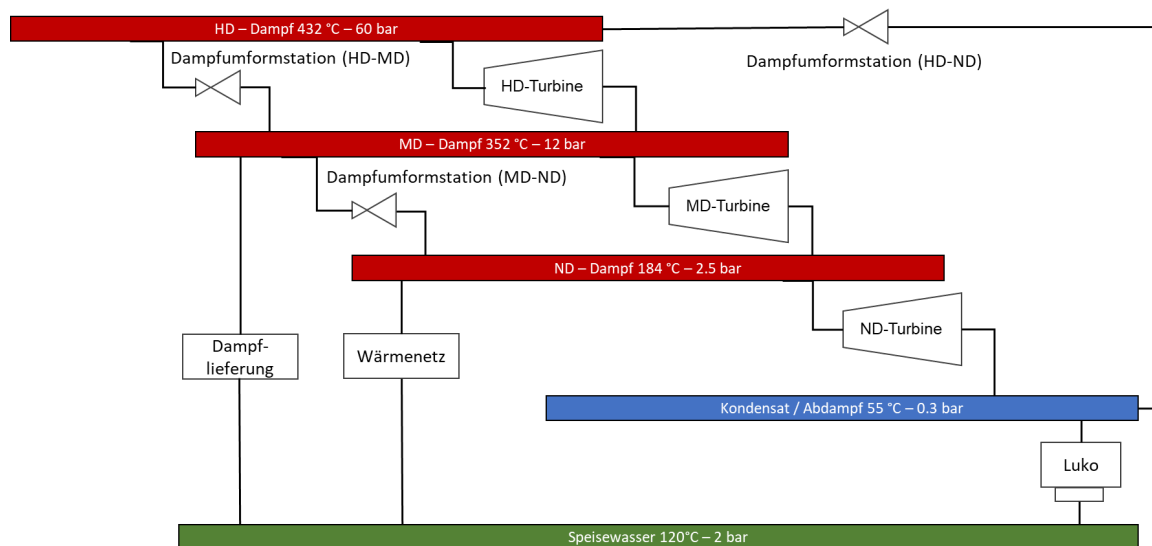 HD – Dampf 432 °C – 60 bar
Dampfumformstation (HD-MD)
Dampfumformstation (HD-ND)
HD-Turbine
MD – Dampf 352 °C – 12 bar
Dampfumformstation (MD-ND)
MD-Turbine
ND – Dampf 184 °C – 2.5 bar
ND-Turbine
Dampf-
lieferung
Wärmenetz
Kondensat / Abdampf 55 °C – 0.3 bar
Luko
Speisewasser 120°C – 2 bar